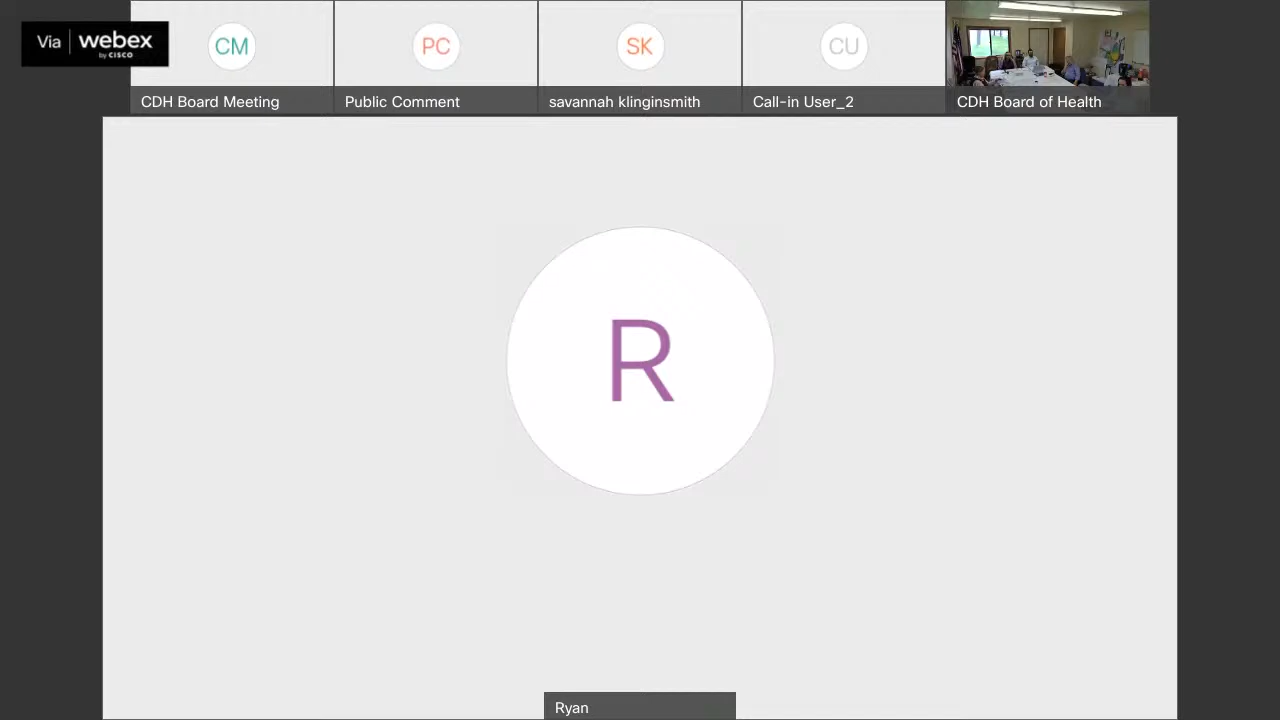 Via webex
by CISCO
CM
PC
SK
CU
CDH Board Meeting
Public Comment
savannah klinginsmith
Call-in User_2
CDH Board of Health
R
Ryan